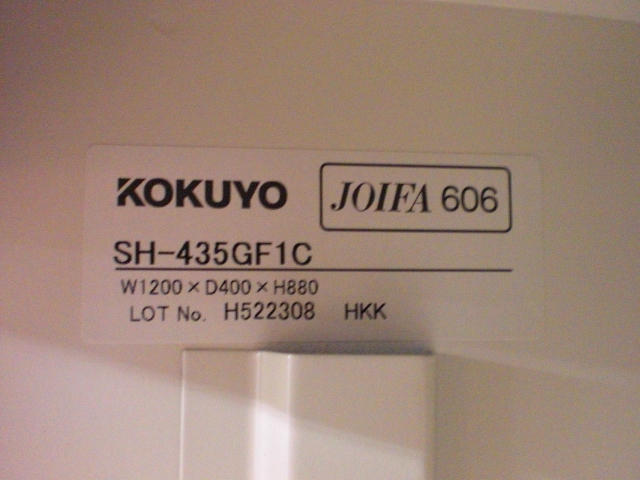 KOKUYO JOIFA 606
SH-435GF1C
W1200×D400×H880
LOT No. H522308 HKK